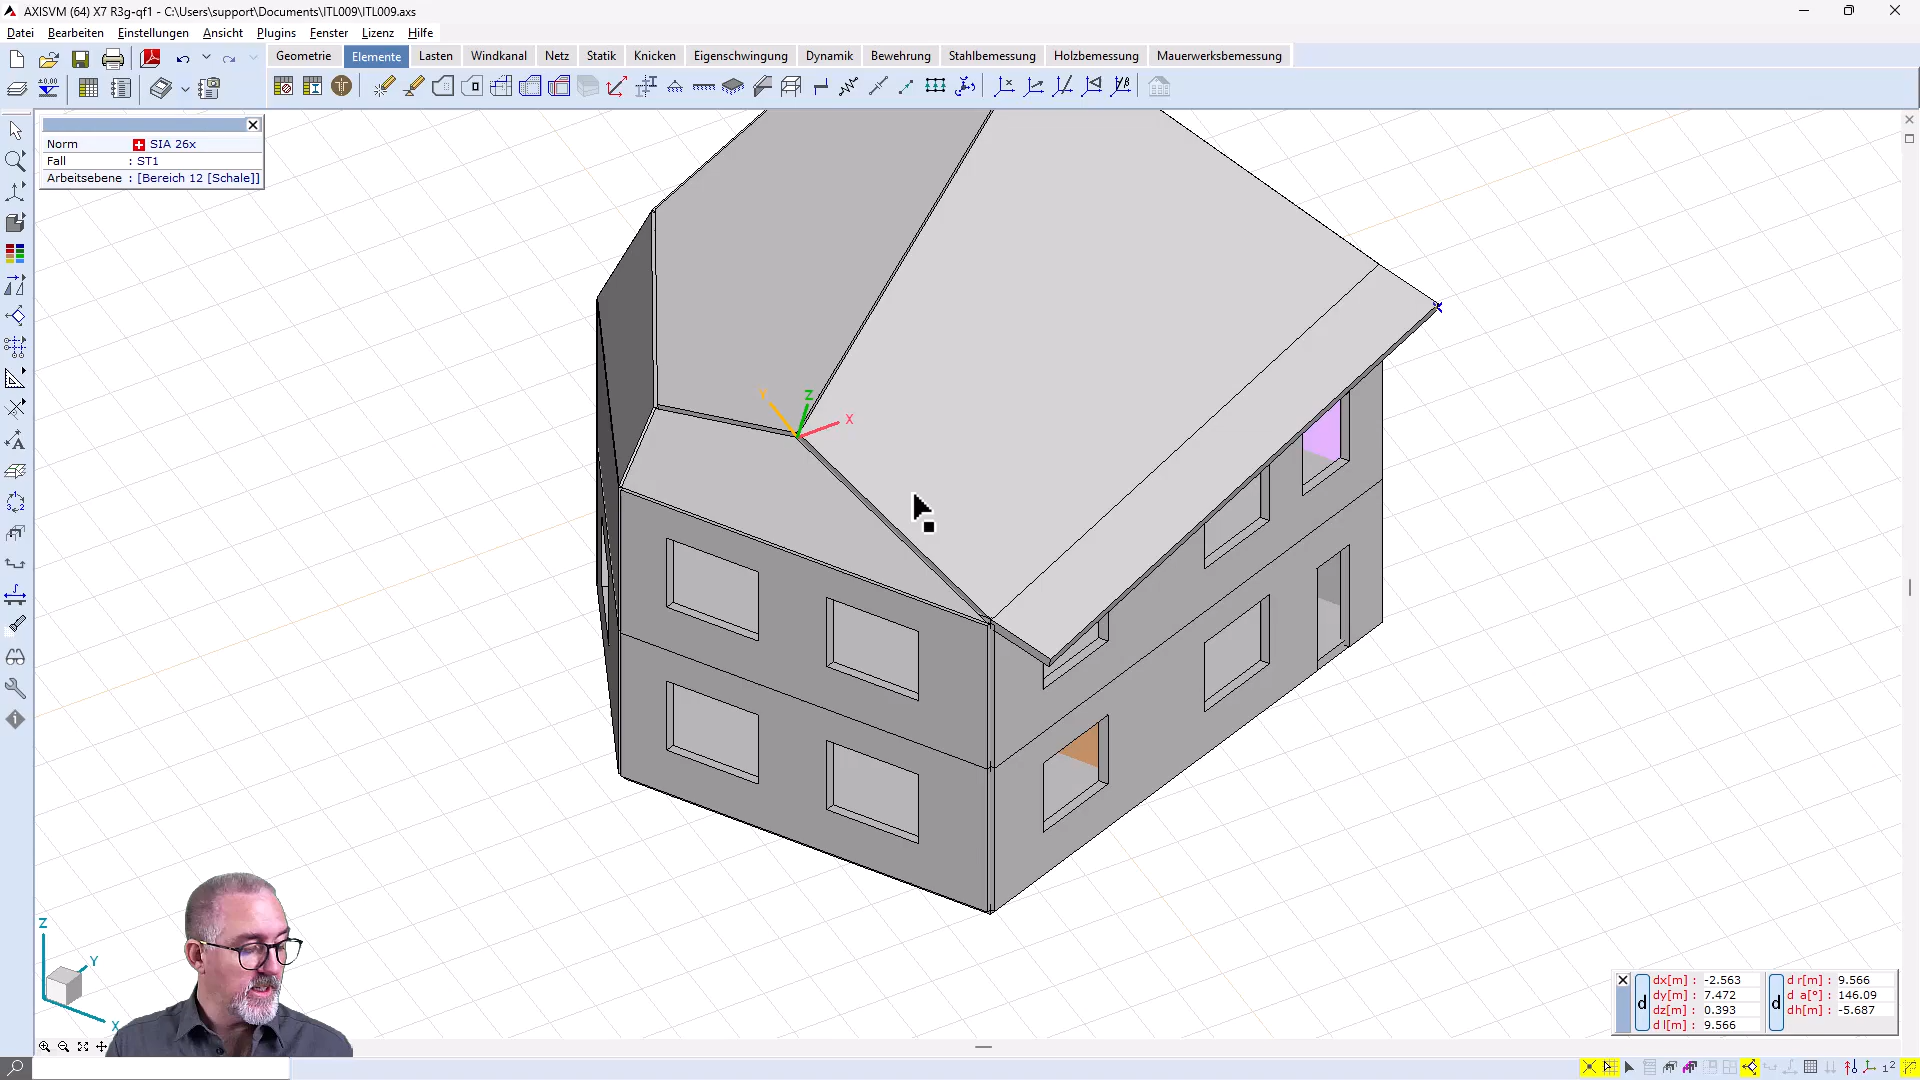 AXISVM (64) X7 R3g-qf1 - C:\Users\support\Documents\ITL009\ITL009.axs
Datei Bearbeiten Einstellungen Ansicht Plugins Fenster Lizenz Hilfe
Geometrie Elemente Lasten Windkanal Netz Statik Knicken Eigenschwingung Dynamik Bewehrung Stahlbemessung Holzbemessung Mauerwerksbemessung
Norm SIA 26x
Fall : ST1
Arbeitsebene : [Bereich 12 [Schale]]
Y Z X
Z
Y
X
dx[m] : -2.563
dy[m] : 7.472
dz[m] : 0.393
d l[m] : 9.566
d r[m] : 9.566
d a[°] : 146.09
dh[m] : -5.687
d
d